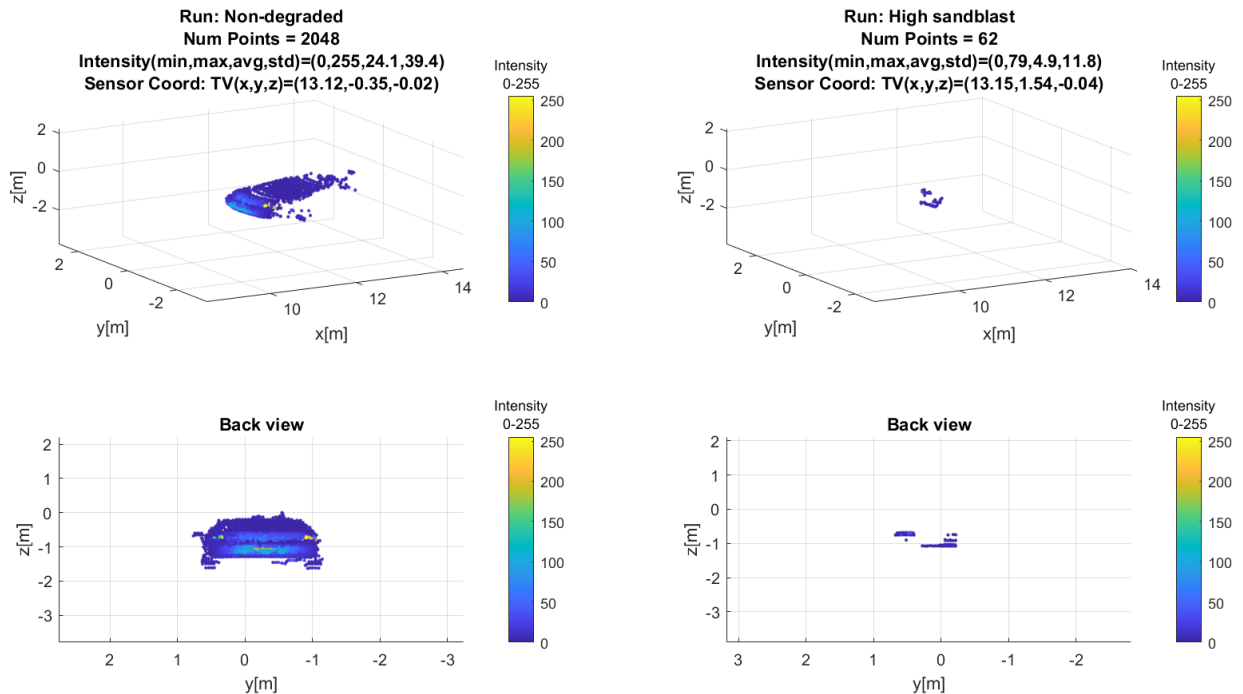 Run: Non-degraded
Num Points = 2048
Intensity(min,max,avg,std)=(0,255,24.1,39.4)
Sensor Coord: TV(x,y,z)=(13.12,-0.35,-0.02)
Intensity
0-255
250
200
150
100
50
0
2
0
-2
z[m]
2
0
-2
y[m]
10
12
14
x[m]
Run: High sandblast
Num Points = 62
Intensity(min,max,avg,std)=(0,79,4.9,11.8)
Sensor Coord: TV(x,y,z)=(13.15,1.54,-0.04)
Intensity
0-255
250
200
150
100
50
0
2
0
-2
z[m]
2
0
-2
y[m]
10
12
14
x[m]
Back view
Intensity
0-255
250
200
150
100
50
0
2
1
0
-1
-2
-3
z[m]
2
1
0
-1
-2
-3
y[m]
Back view
Intensity
0-255
250
200
150
100
50
0
2
1
0
-1
-2
-3
z[m]
3
2
1
0
-1
-2
y[m]